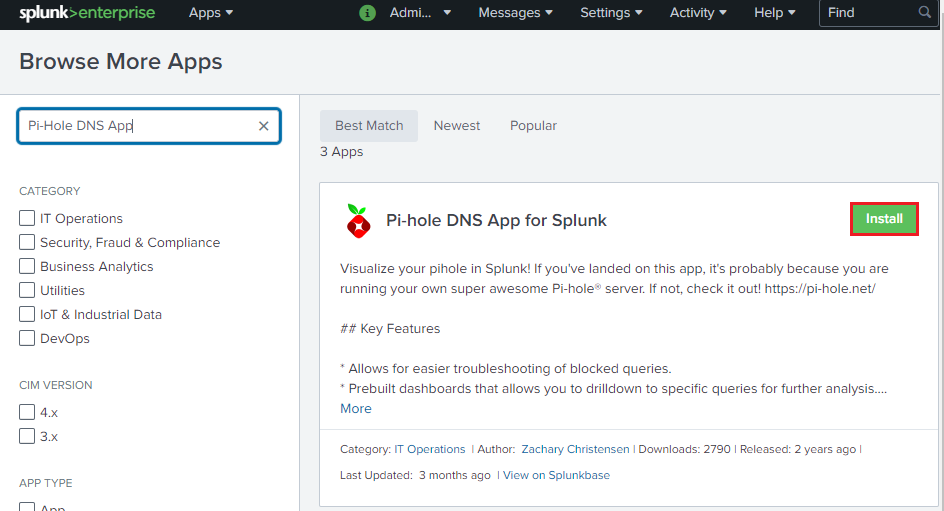 splunk>enterprise Apps Admi... Messages Settings Activity Help Find
Browse More Apps
Pi-Hole DNS App
CATEGORY
IT Operations
Security, Fraud & Compliance
Business Analytics
Utilities
IoT & Industrial Data
DevOps
CIM VERSION
4.x
3.x
APP TYPE
App
Best Match Newest Popular
3 Apps
Pi-hole DNS App for Splunk
Install
Visualize your pihole in Splunk! If you've landed on this app, it's probably because you are
running your own super awesome Pi-hole® server. If not, check it out! https://pi-hole.net/
## Key Features
* Allows for easier troubleshooting of blocked queries.
* Prebuilt dashboards that allows you to drilldown to specific queries for further analysis....
More
Category: IT Operations | Author: Zachary Christensen | Downloads: 2790 | Released: 2 years ago |
Last Updated: 3 months ago | View on Splunkbase